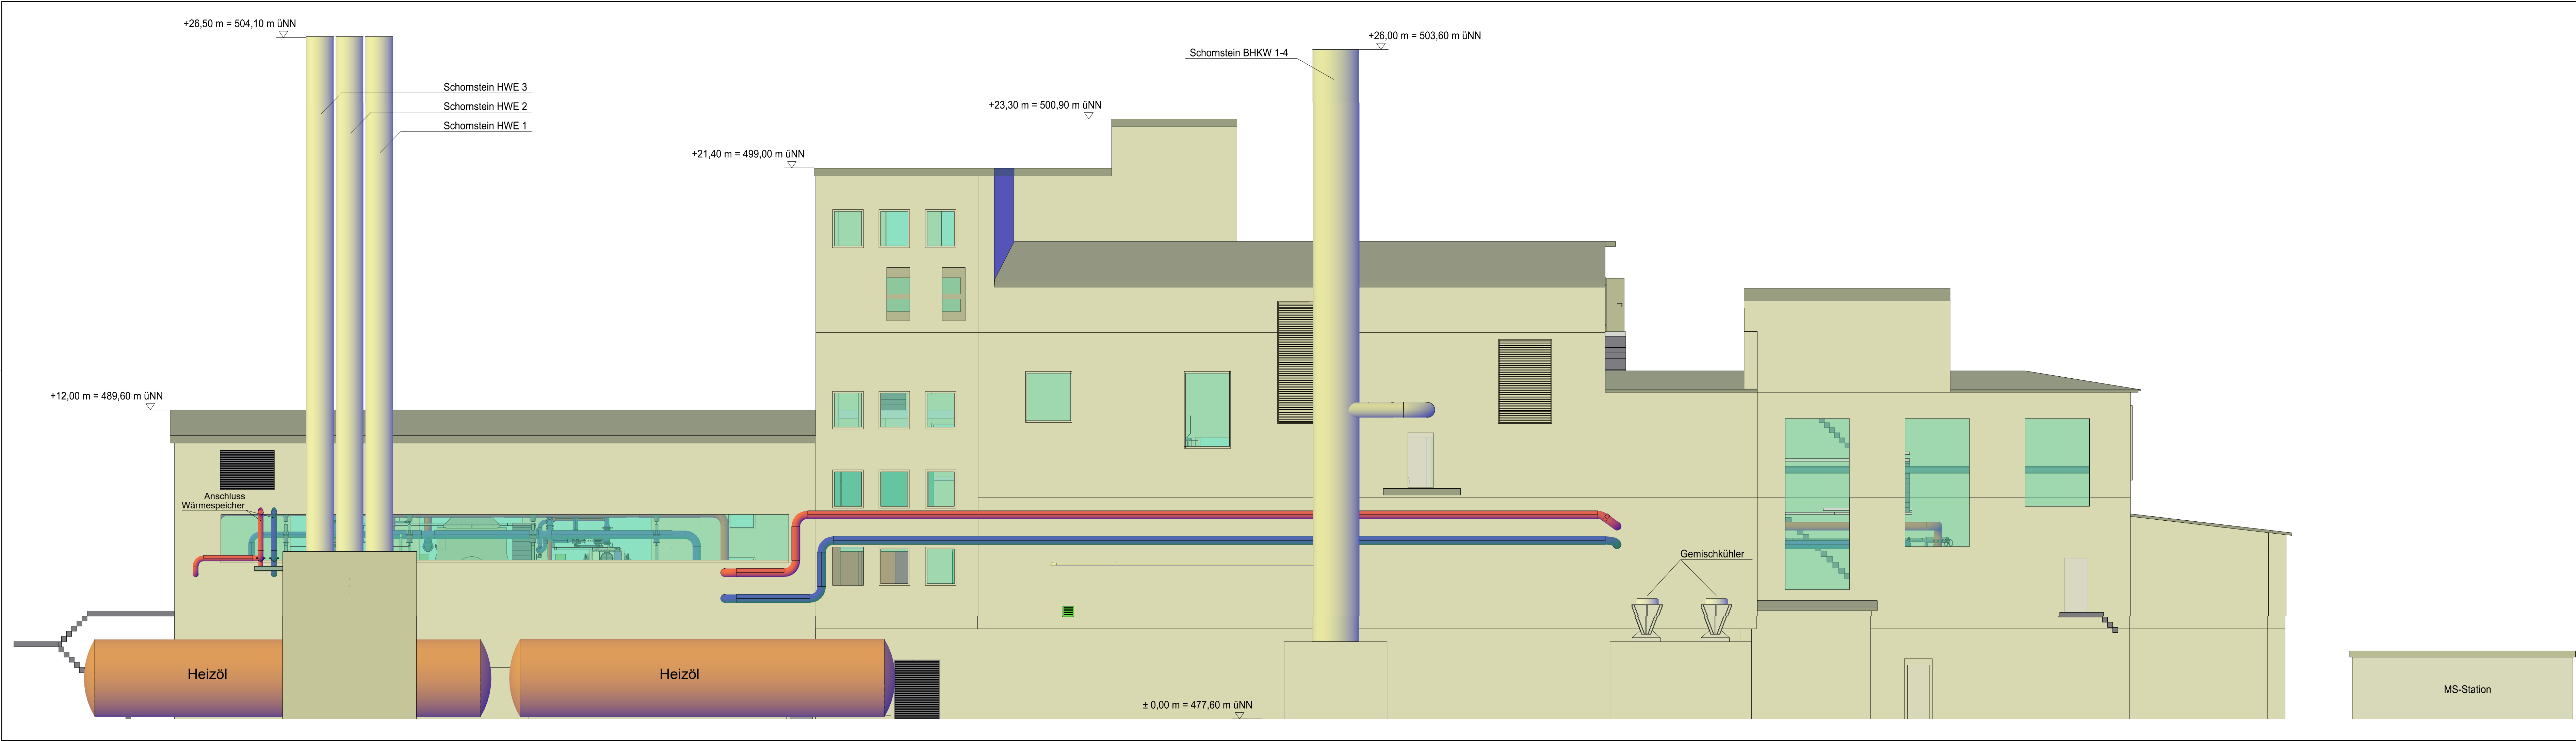 +26,50 m = 504,10 m üNN
Schornstein HWE 3
Schornstein HWE 2
Schornstein HWE 1
+26,00 m = 503,60 m üNN
Schornstein BHKW 1-4
+23,30 m = 500,90 m üNN
+21,40 m = 499,00 m üNN
+12,00 m = 489,60 m üNN
Anschluss
Wärmespeicher
Gemischkühler
Heizöl
Heizöl
MS-Station
± 0,00 m = 477,60 m üNN